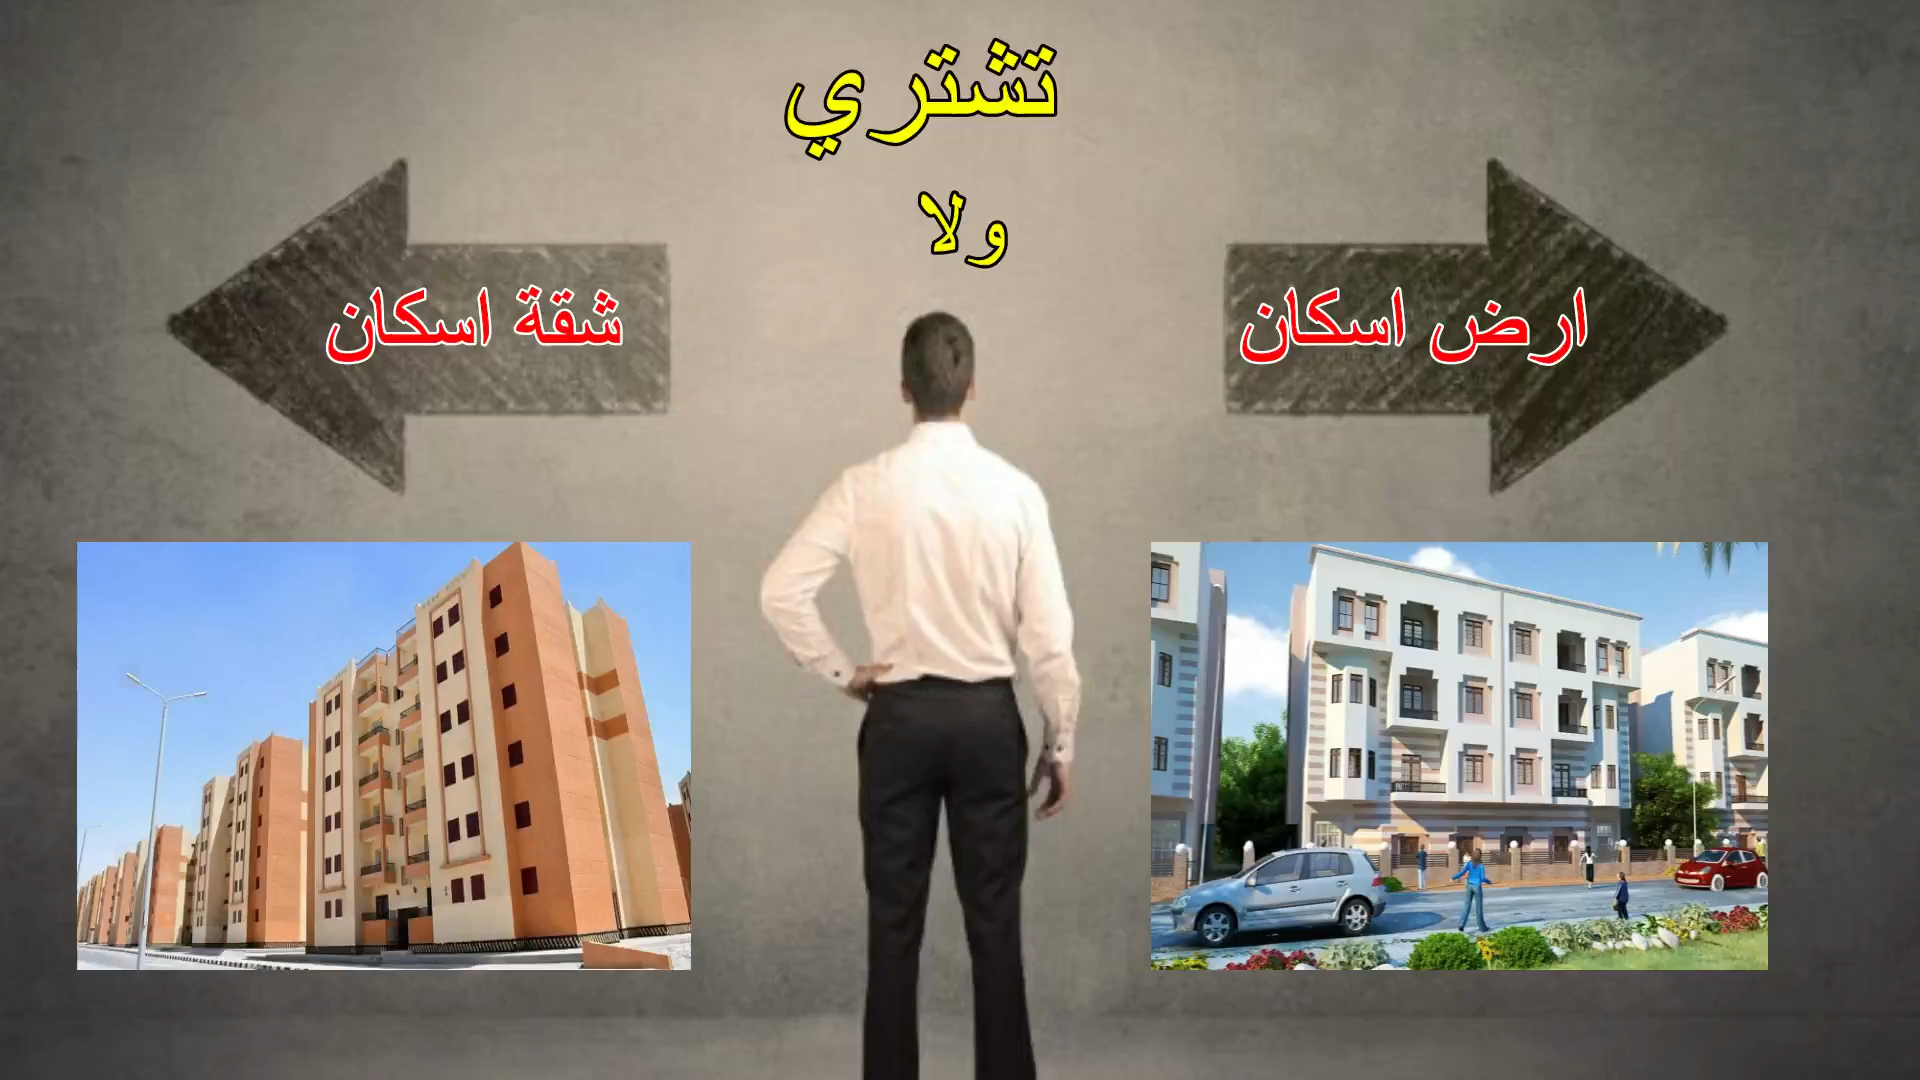 تشتري
ولا
ارض اسكان
شقة اسكان